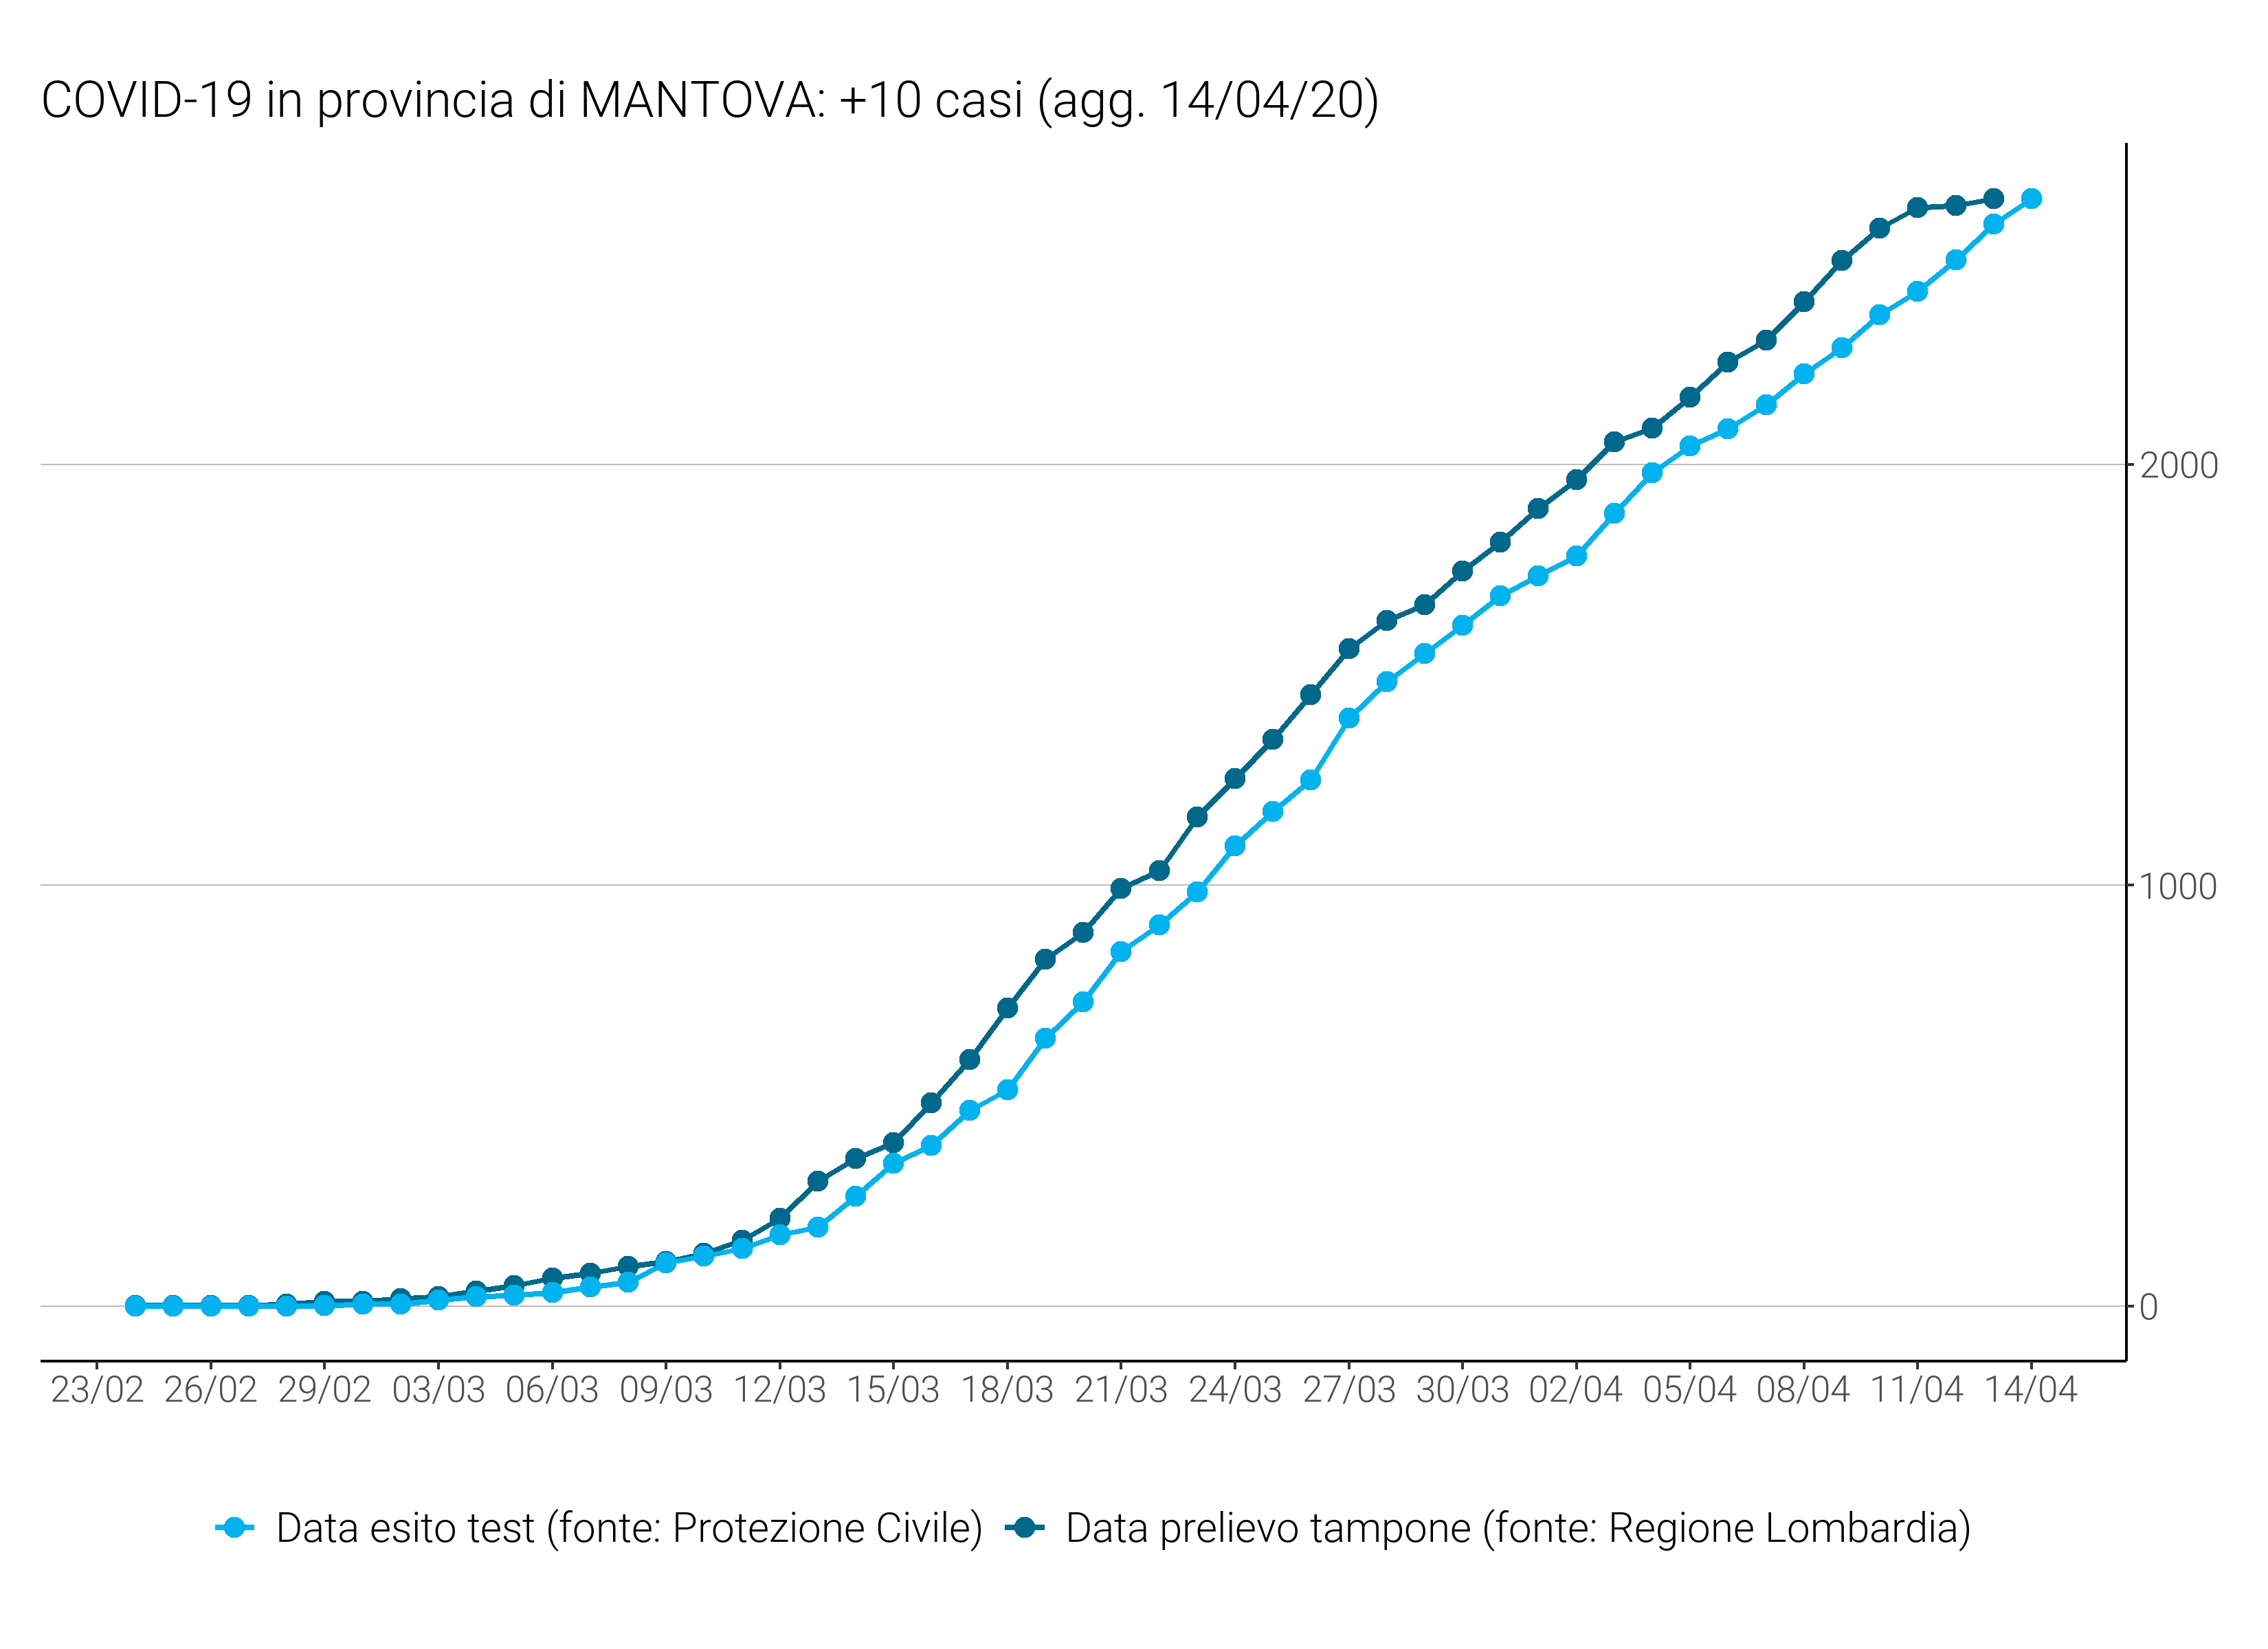 COVID-19 in provincia di MANTOVA: +10 casi (agg. 14/04/20)
2000
1000
0
23/02 26/02 29/02 03/03 06/03 09/03 12/03 15/03 18/03 21/03 24/03 27/03 30/03 02/04 05/04 08/04 11/04 14/04
Data esito test (fonte: Protezione Civile) Data prelievo tampone (fonte: Regione Lombardia)